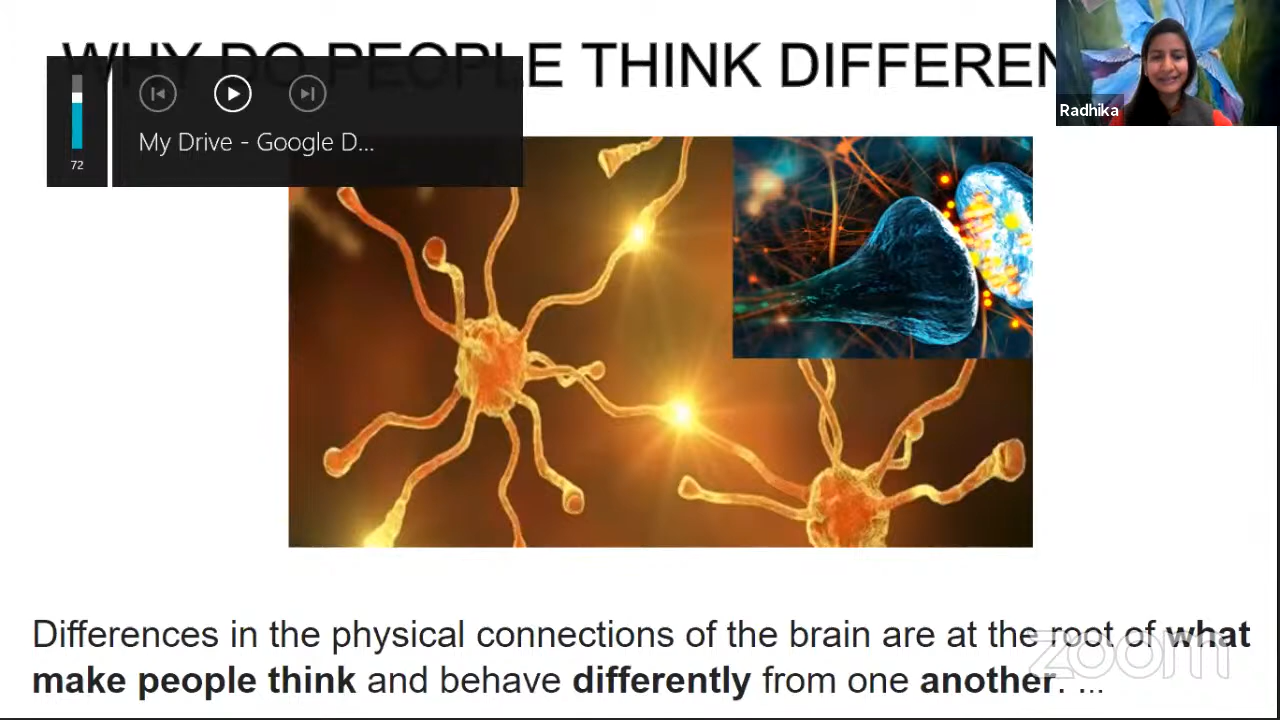 WHY DO PEOPLE THINK DIFFEREN
Radhika
My Drive - Google D...
72
Differences in the physical connections of the brain are at the root of what
make people think and behave differently from one another. ...
zoom